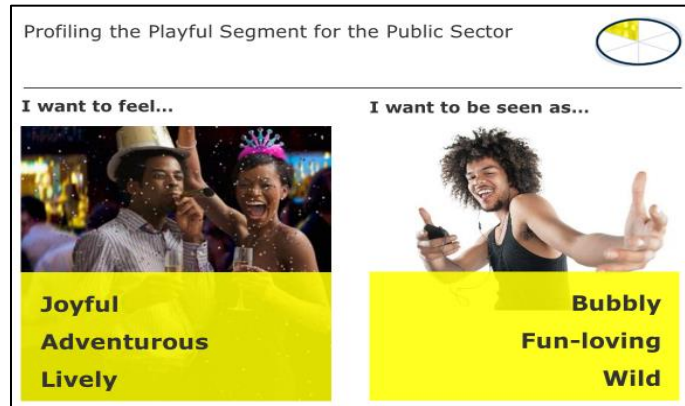 Profiling the Playful Segment for the Public Sector
I want to feel...
Joyful
Adventurous
Lively
I want to be seen as...
Bubbly
Fun-loving
Wild